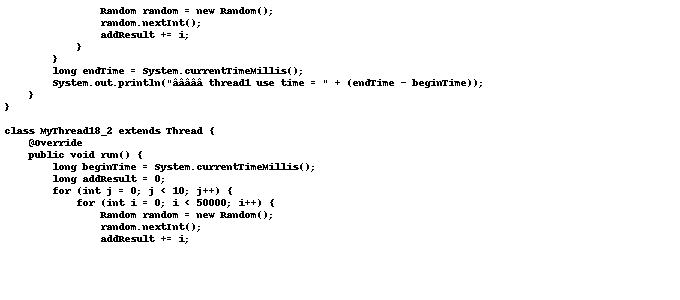 Random random = new Random();
random.nextInt();
addResult += i;
}
}
long endTime = System.currentTimeMillis();
System.out.println("âââââ thread1 use time = " + (endTime - beginTime));
}
}
class MyThread18_2 extends Thread {
@Override
public void run() {
long beginTime = System.currentTimeMillis();
long addResult = 0;
for (int j = 0; j < 10; j++) {
for (int i = 0; i < 50000; i++) {
Random random = new Random();
random.nextInt();
addResult += i;